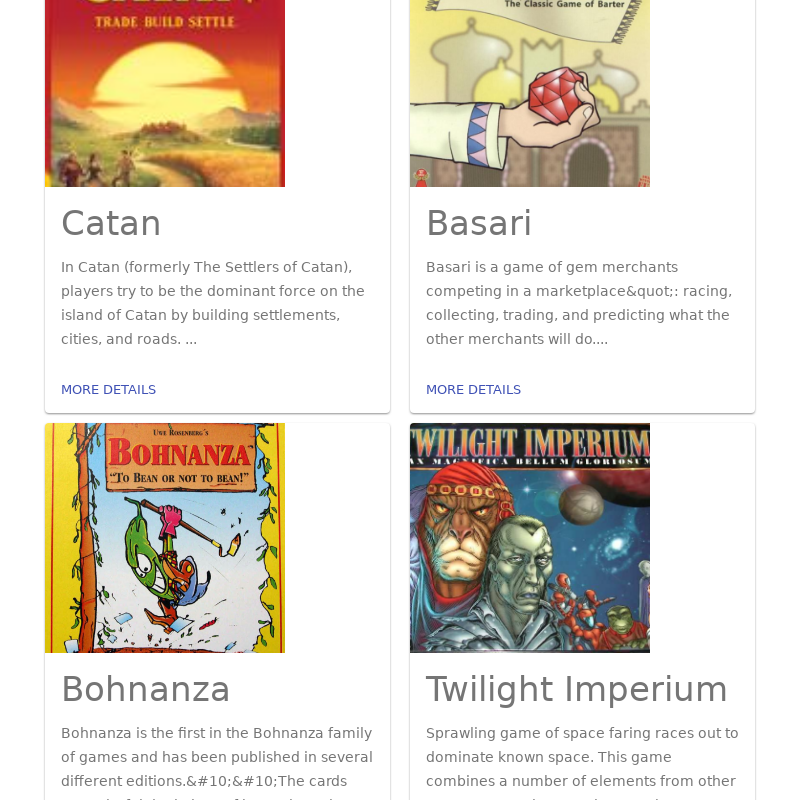 TRADE BUILD SETTLE
The Classic Game of Barter
Catan
In Catan (formerly The Settlers of Catan),
players try to be the dominant force on the
island of Catan by building settlements,
cities, and roads. ...
MORE DETAILS
Basari
Basari is a game of gem merchants
competing in a marketplace&quot;: racing,
collecting, trading, and predicting what the
other merchants will do....
MORE DETAILS
UWE ROSENBERG'S
BOHNANZA
"TO BEAN OR NOT TO BEAN!"
Bohnanza
Bohnanza is the first in the Bohnanza family
of games and has been published in several
different editions.&#10;&#10;The cards
TWILIGHT IMPERIUM
MAGNIFICA BELLUM GLORIOSUM
Twilight Imperium
Sprawling game of space faring races out to
dominate known space. This game
combines a number of elements from other